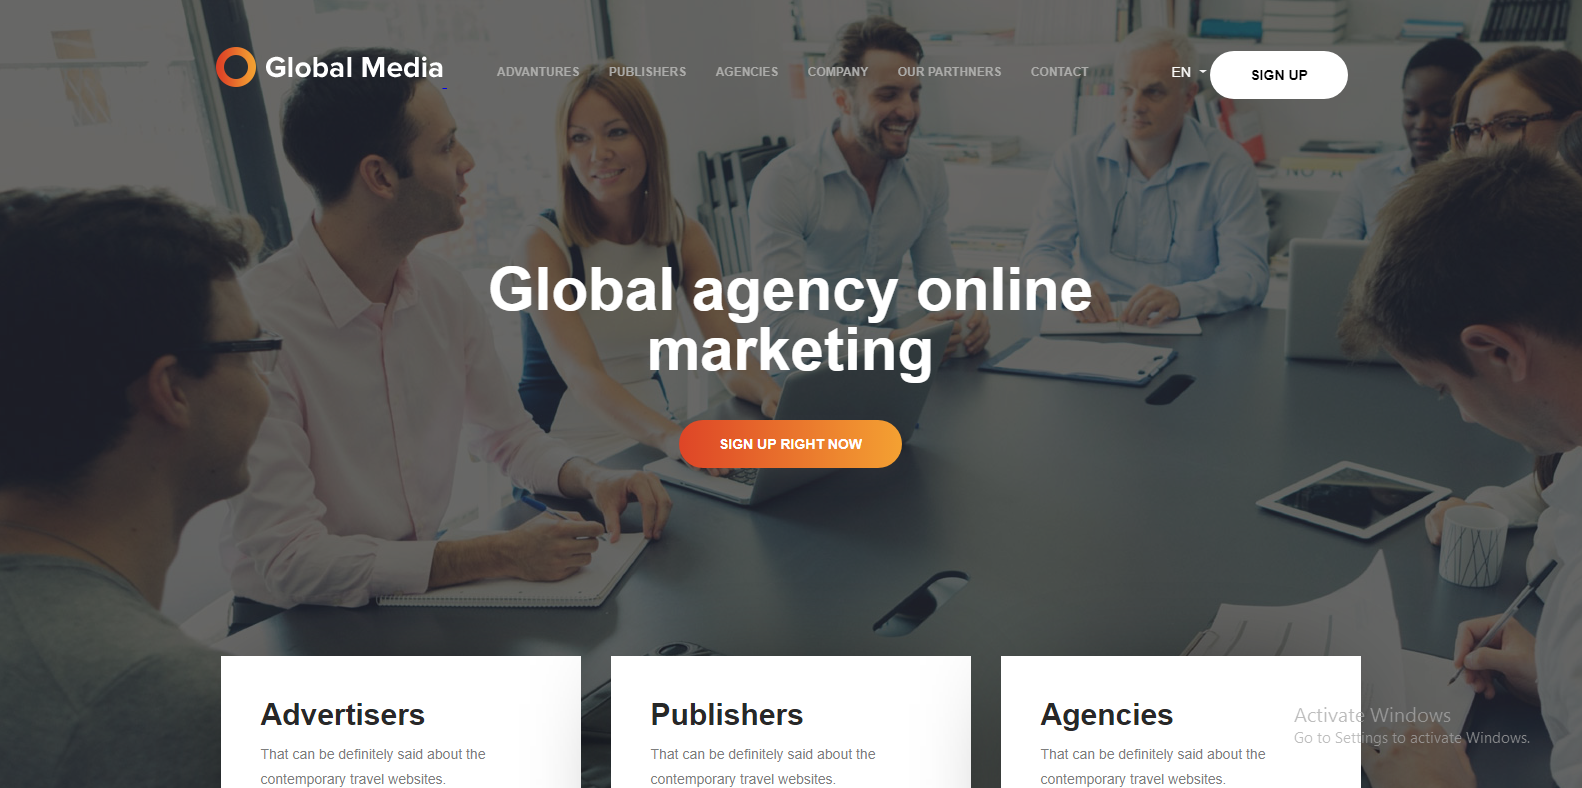 Global Media
ADVANTURES PUBLISHERS AGENCIES COMPANY OUR PARTHNERS CONTACT EN SIGN UP
NO A
Global agency online
marketing
SIGN UP RIGHT NOW
Advertisers
That can be definitely said about the
contemporary travel websites.
Publishers
That can be definitely said about the
contemporary travel websites.
Agencies
That can be definitely said about the
contemporary travel websites.
Activate Windows
Go to Settings to activate Windows.